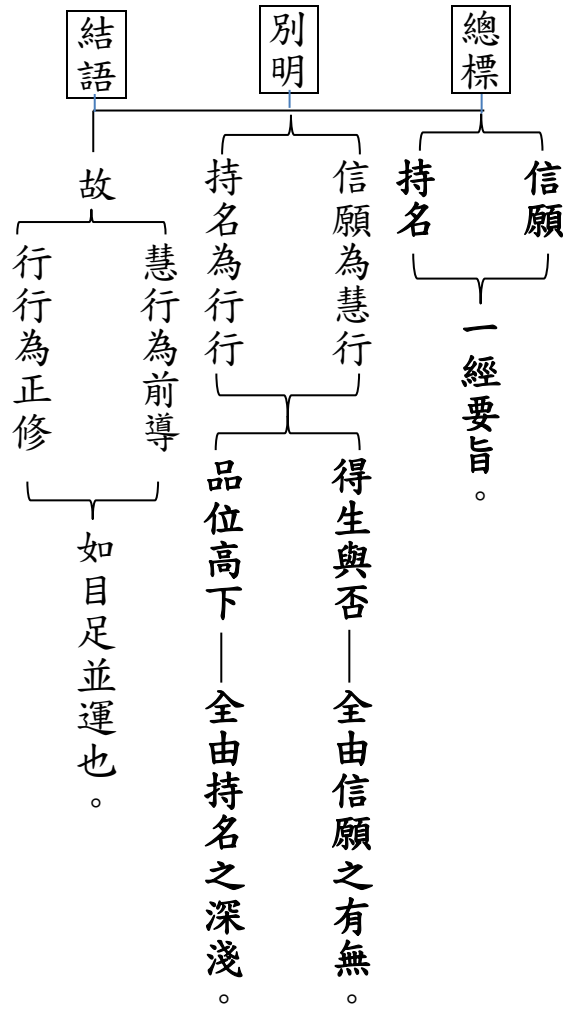 總標
信願
持名
一經要旨。
別明
信願為慧行
持名為行行
得生與否
全由信願之有無。
品位高下
全由持名之深淺。
結語
故
慧行為前導
行行為正修
如目足並運也。